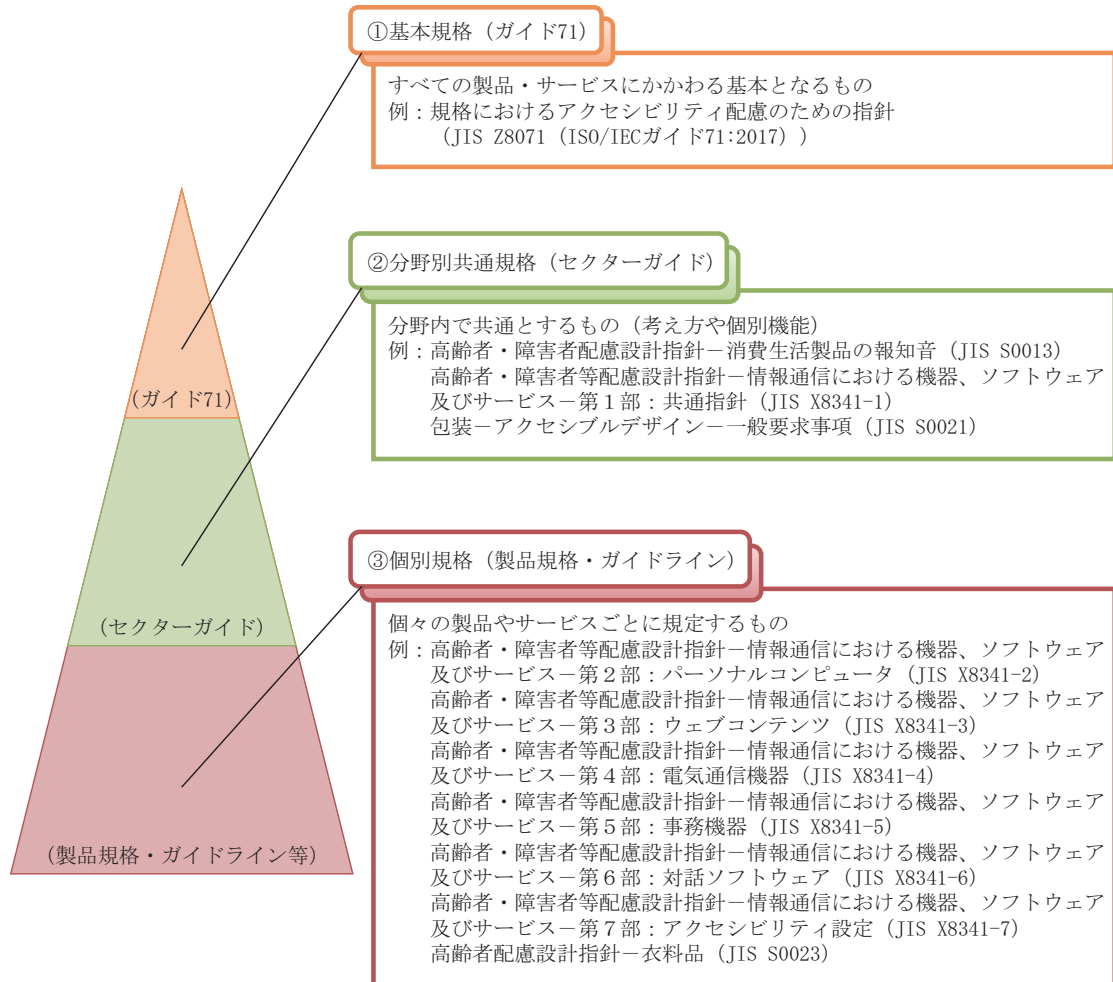 ①基本規格（ガイド71）
すべての製品・サービスにかかわる基本となるもの
例：規格におけるアクセシビリティ配慮のための指針
（JIS Z8071（ISO/IECガイド71:2017））
（ガイド71）
②分野別共通規格（セクターガイド）
分野内で共通とするもの（考え方や個別機能）
例：高齢者・障害者配慮設計指針－消費生活製品の報知音（JIS S0013）
高齢者・障害者等配慮設計指針－情報通信における機器、ソフトウェア
及びサービス－第１部：共通指針（JIS X8341-1）
包装－アクセシブルデザイン－一般要求事項（JIS S0021）
（セクターガイド）
③個別規格（製品規格・ガイドライン）
個々の製品やサービスごとに規定するもの
例：高齢者・障害者等配慮設計指針－情報通信における機器、ソフトウェア
及びサービス－第２部：パーソナルコンピュータ（JIS X8341-2）
高齢者・障害者等配慮設計指針－情報通信における機器、ソフトウェア
及びサービス－第３部：ウェブコンテンツ（JIS X8341-3）
高齢者・障害者等配慮設計指針－情報通信における機器、ソフトウェア
及びサービス－第４部：電気通信機器（JIS X8341-4）
高齢者・障害者等配慮設計指針－情報通信における機器、ソフトウェア
及びサービス－第５部：事務機器（JIS X8341-5）
高齢者・障害者等配慮設計指針－情報通信における機器、ソフトウェア
及びサービス－第６部：対話ソフトウェア（JIS X8341-6）
高齢者・障害者等配慮設計指針－情報通信における機器、ソフトウェア
及びサービス－第７部：アクセシビリティ設定（JIS X8341-7）
高齢者配慮設計指針－衣料品（JIS S0023）
（製品規格・ガイドライン等）